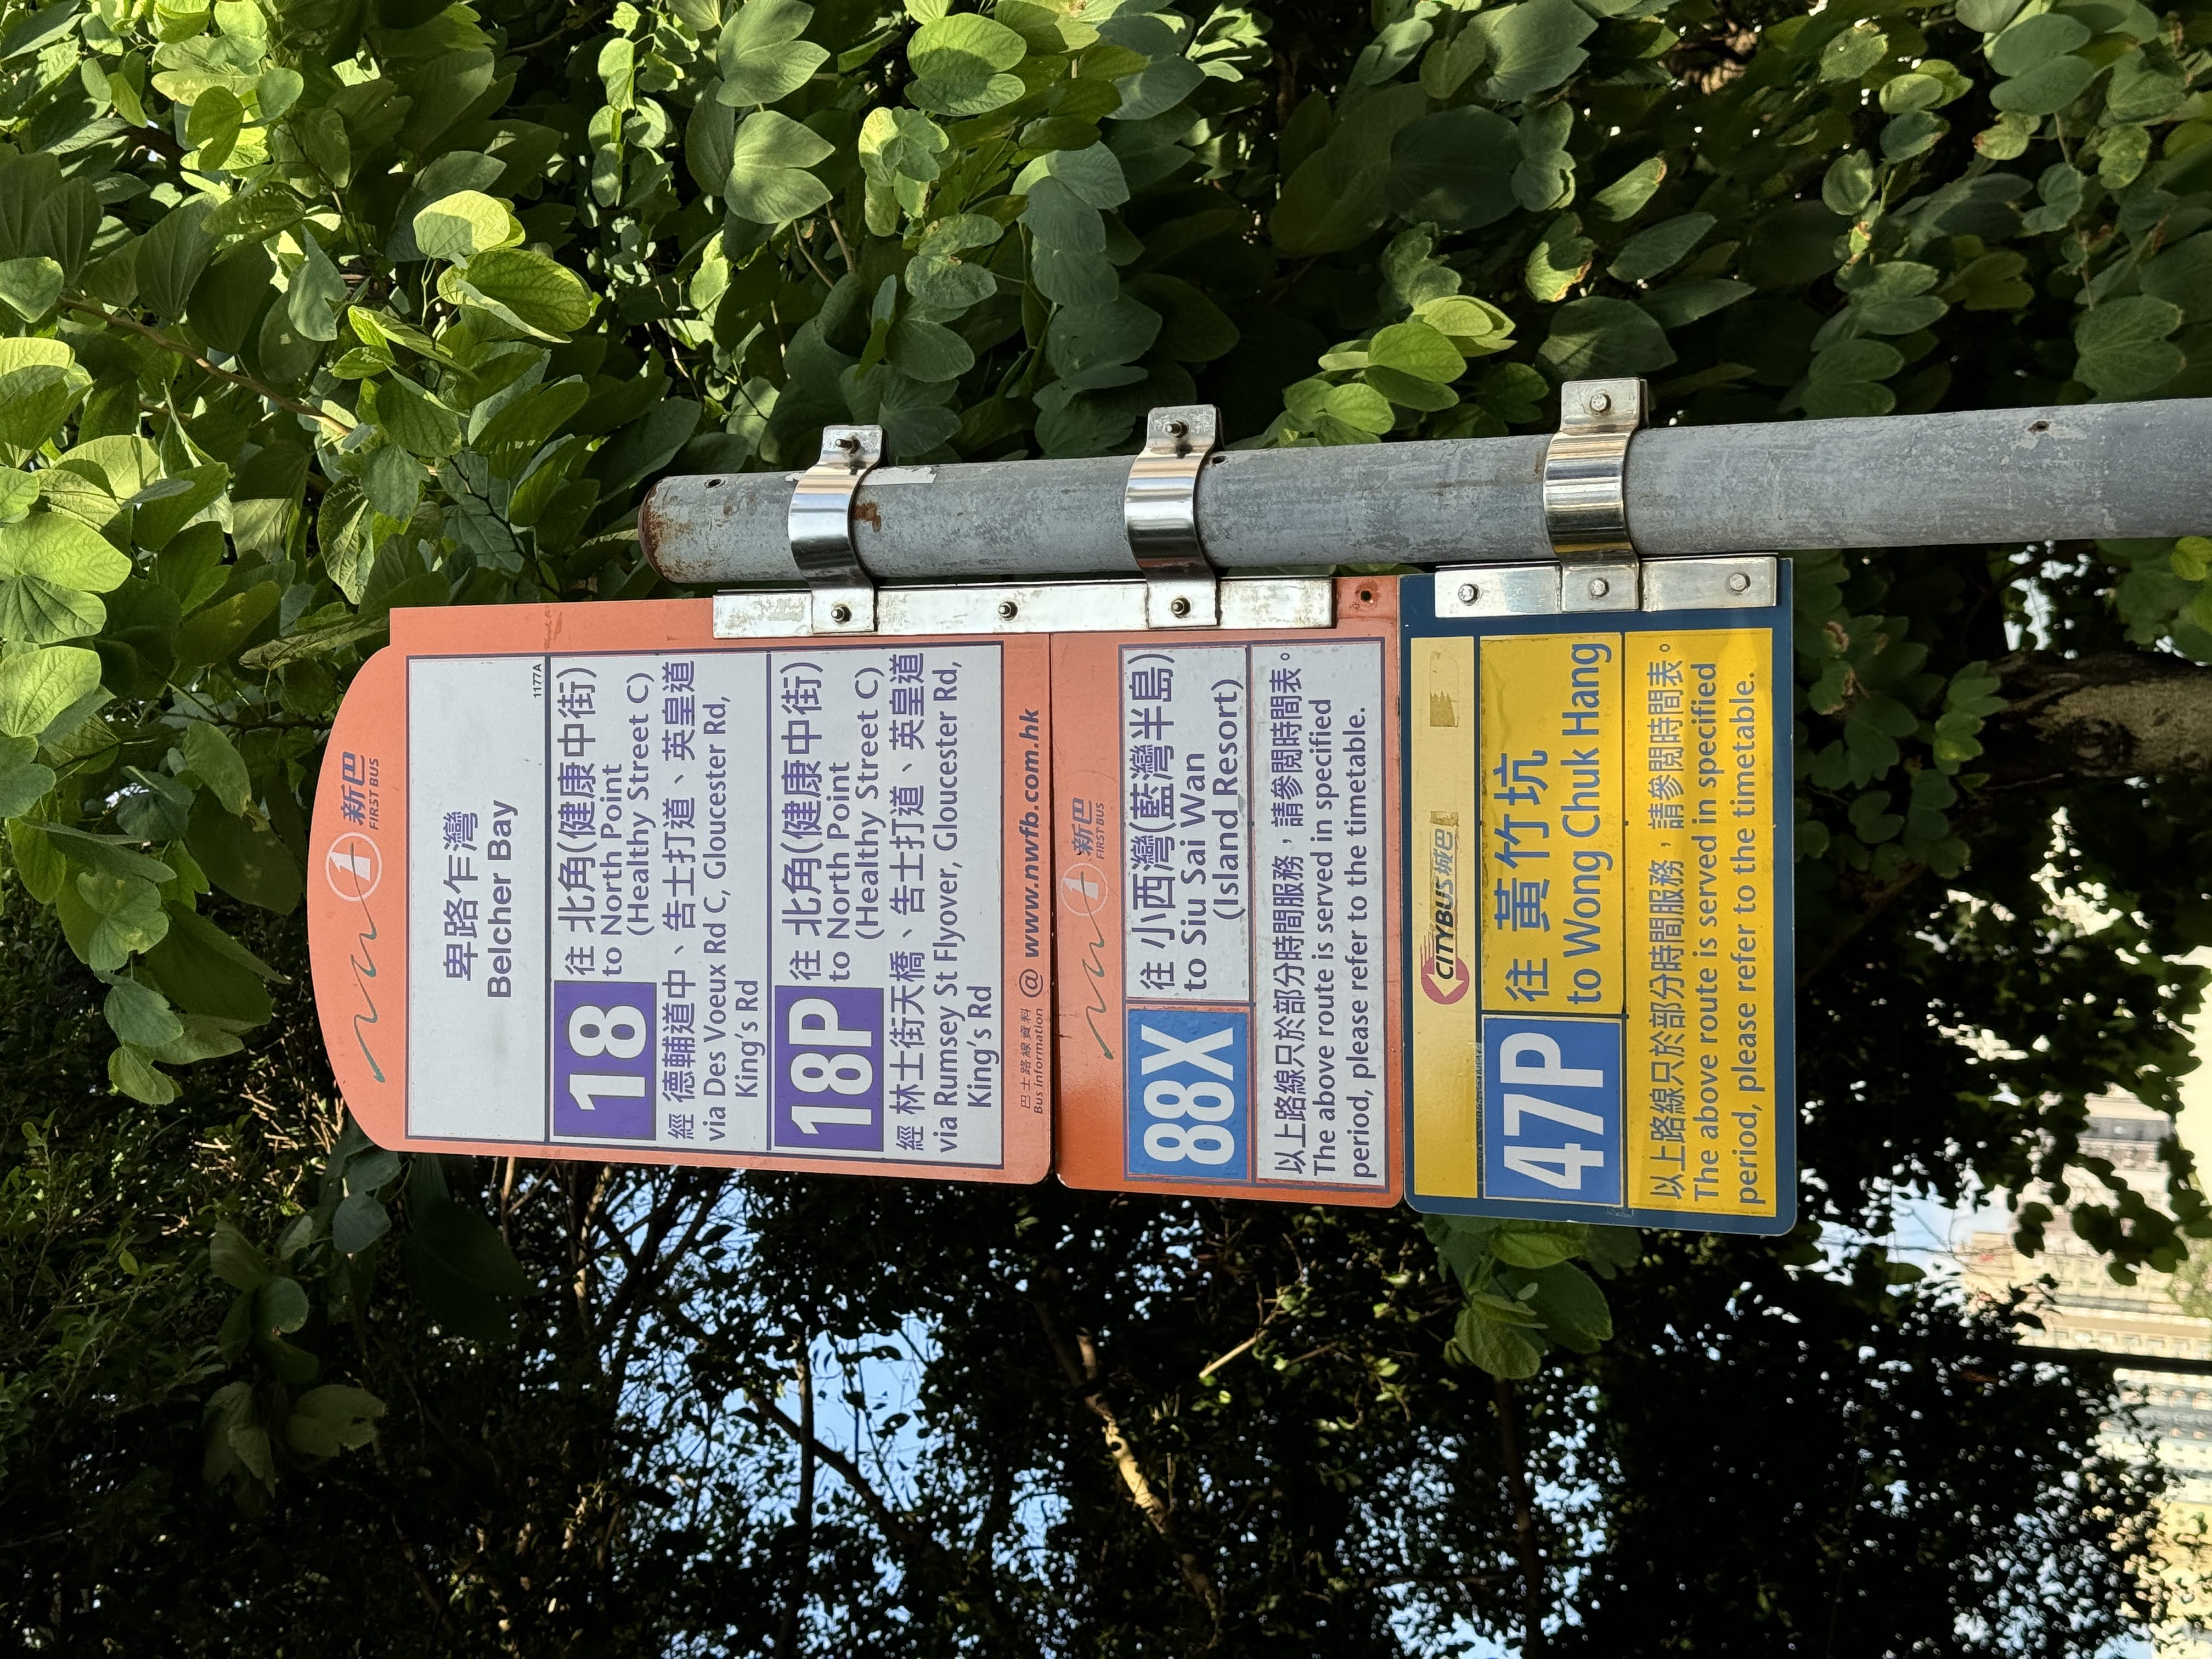 新巴
FIRST BUS
卑路乍灣
Belcher Bay
1177A
18
往 北角(健康中街)
to North Point
(Healthy Street C)
經 德輔道中、告士打道、英皇道
via Des Voeux Rd C, Gloucester Rd,
King's Rd
18P
往 北角(健康中街)
to North Point
(Healthy Street C)
經 林士街天橋、告士打道、英皇道
via Rumsey St Flyover, Gloucester Rd,
King's Rd
巴士路線資料
Bus information @ www.nwfb.com.hk
新巴
FIRST BUS
88X
往 小西灣(藍灣半島)
to Siu Sai Wan
(Island Resort)
以上路線只於部分時間服務，請參閱時間表。
The above route is served in specified
period, please refer to the timetable.
CITYBUS 城巴
47P
往 黃竹坑
to Wong Chuk Hang
以上路線只於部分時間服務，請參閱時間表。
The above route is served in specified
period, please refer to the timetable.